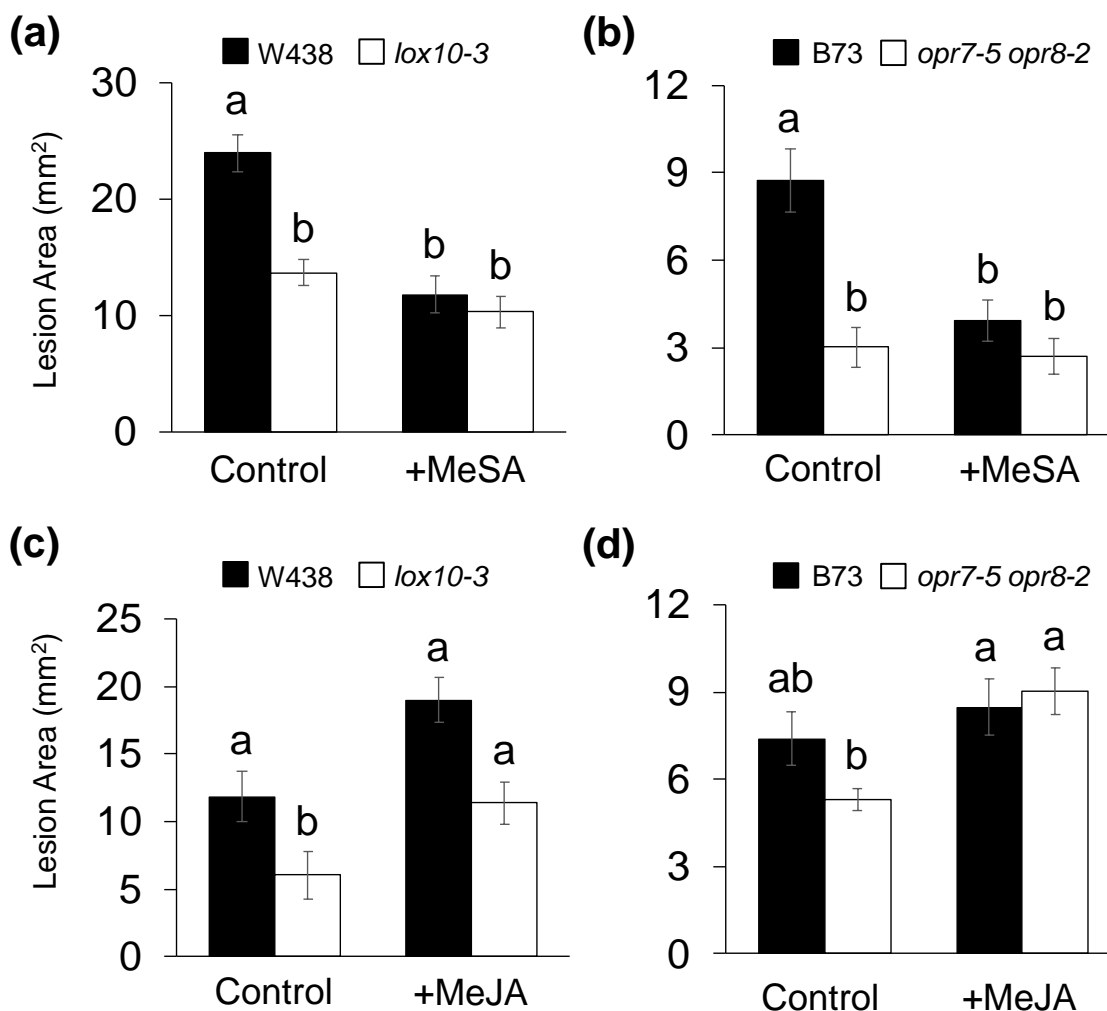 (a)
W438 lox10-3
Lesion Area (mm²)
30
20
10
0
a
b
b
b
Control +MeSA
(b)
B73 opr7-5 opr8-2
12
9
6
3
0
a
b
b
b
Control +MeSA
(c)
W438 lox10-3
Lesion Area (mm²)
25
20
15
10
5
0
a
b
a
a
Control +MeJA
(d)
B73 opr7-5 opr8-2
12
9
6
3
0
ab
b
a
a
Control +MeJA